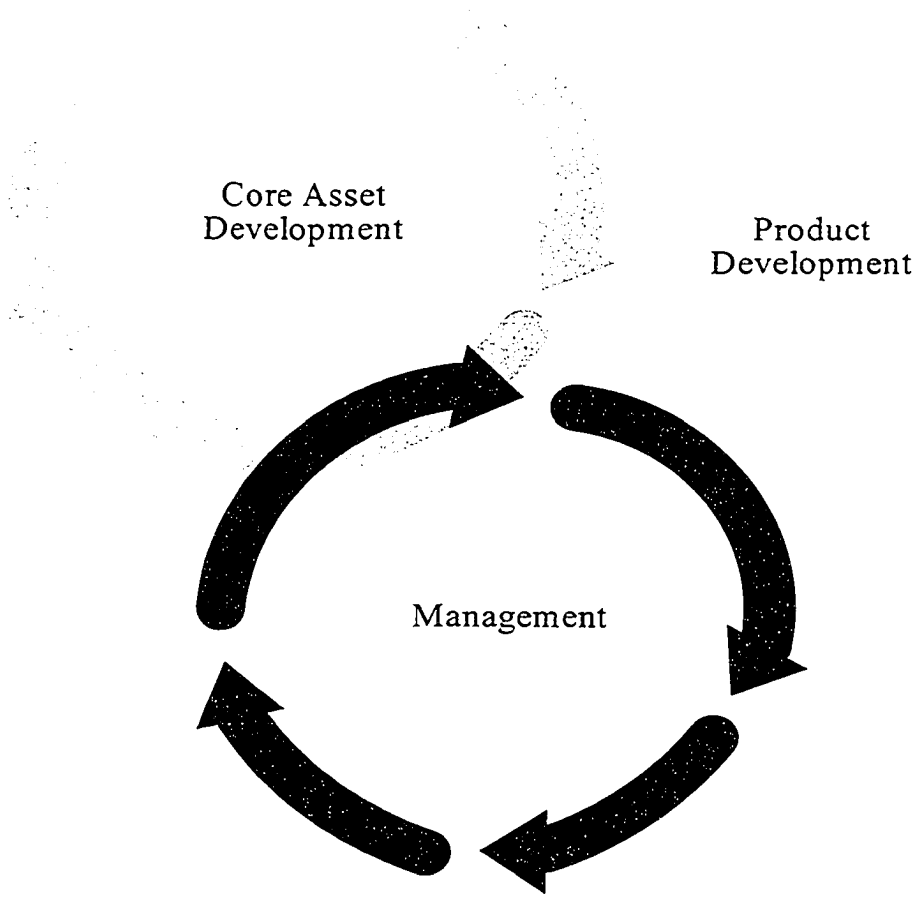 Core Asset
Development
Product
Development
Management